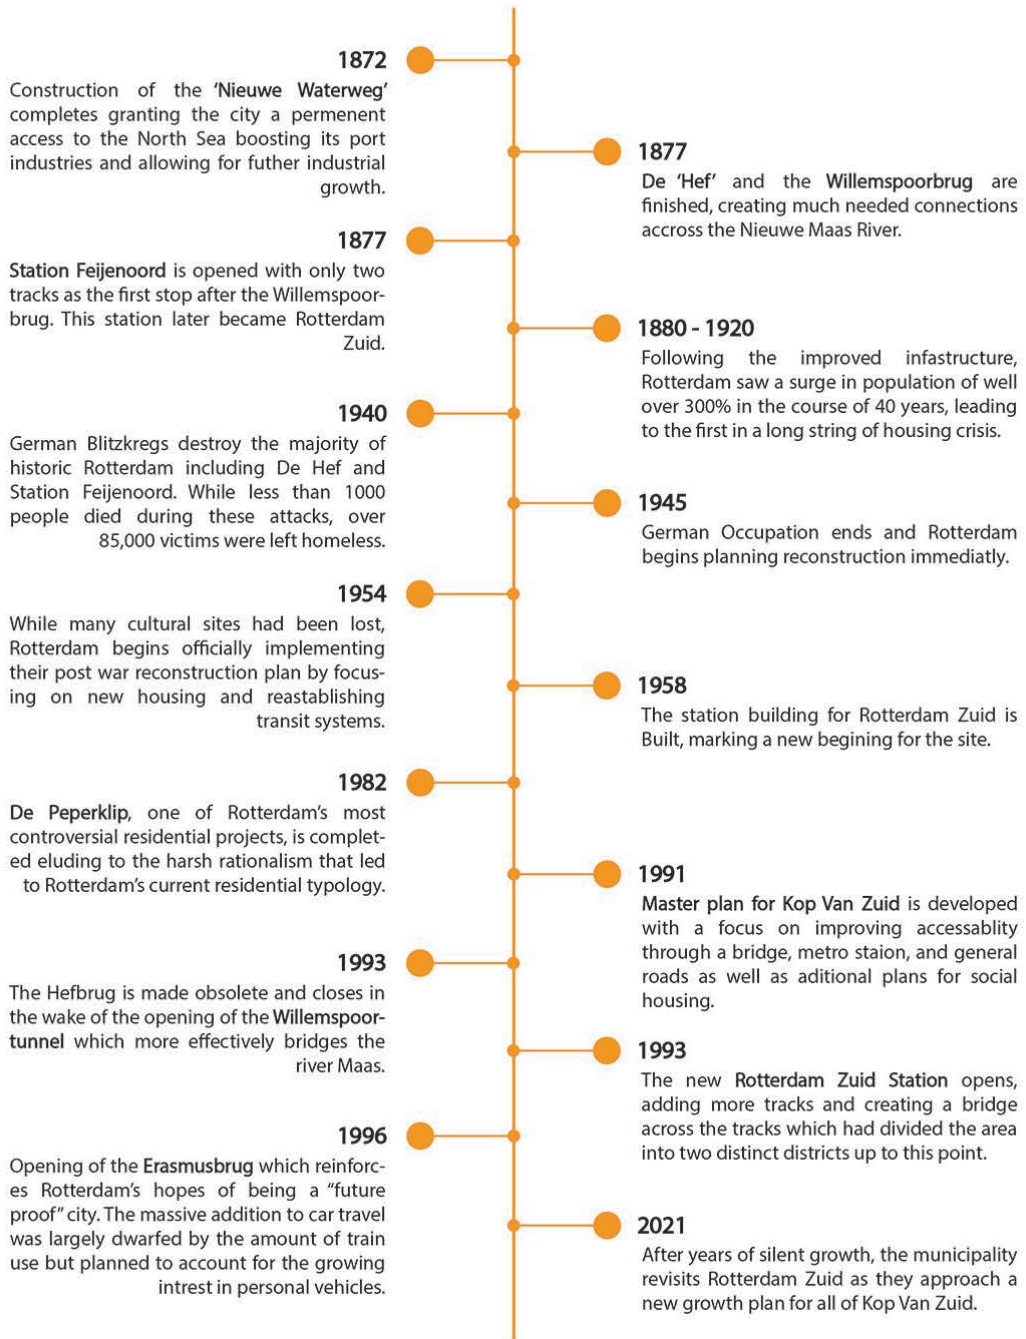 1872
Construction of the ‘Nieuwe Waterweg’
completes granting the city a permenent
access to the North Sea boosting its port
industries and allowing for futher industrial
growth.
1877
De ‘Hef’ and the Willemspoorbrug are
finished, creating much needed connections
accross the Nieuwe Maas River.
1877
Station Feijenoord is opened with only two
tracks as the first stop after the Willemspoor-
brug. This station later became Rotterdam
Zuid.
1880 - 1920
Following the improved infastructure,
Rotterdam saw a surge in population of well
over 300% in the course of 40 years, leading
to the first in a long string of housing crisis.
1940
German Blitzkregs destroy the majority of
historic Rotterdam including De Hef and
Station Feijenoord. While less than 1000
people died during these attacks, over
85,000 victims were left homeless.
1945
German Occupation ends and Rotterdam
begins planning reconstruction immediatly.
1954
While many cultural sites had been lost,
Rotterdam begins officially implementing
their post war reconstruction plan by focus-
ing on new housing and reastablishing
transit systems.
1958
The station building for Rotterdam Zuid is
Built, marking a new begining for the site.
1982
De Peperklip, one of Rotterdam’s most
controversial residential projects, is complet-
ed eluding to the harsh rationalism that led
to Rotterdam’s current residential typology.
1991
Master plan for Kop Van Zuid is developed
with a focus on improving accessablity
through a bridge, metro staion, and general
roads as well as aditional plans for social
housing.
1993
The Hefbrug is made obsolete and closes in
the wake of the opening of the Willemspoor-
tunnel which more effectively bridges the
river Maas.
1993
The new Rotterdam Zuid Station opens,
adding more tracks and creating a bridge
across the tracks which had divided the area
into two distinct districts up to this point.
1996
Opening of the Erasmusbrug which reinforc-
es Rotterdam’s hopes of being a “future
proof” city. The massive addition to car travel
was largely dwarfed by the amount of train
use but planned to account for the growing
intrest in personal vehicles.
2021
After years of silent growth, the municipality
revisits Rotterdam Zuid as they approach a
new growth plan for all of Kop Van Zuid.